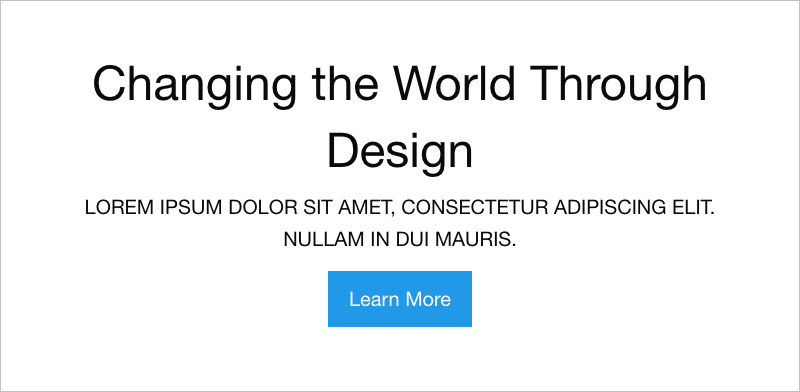 Changing the World Through
Design
LOREM IPSUM DOLOR SIT AMET, CONSECTETUR ADIPISCING ELIT.
NULLAM IN DUI MAURIS.
Learn More